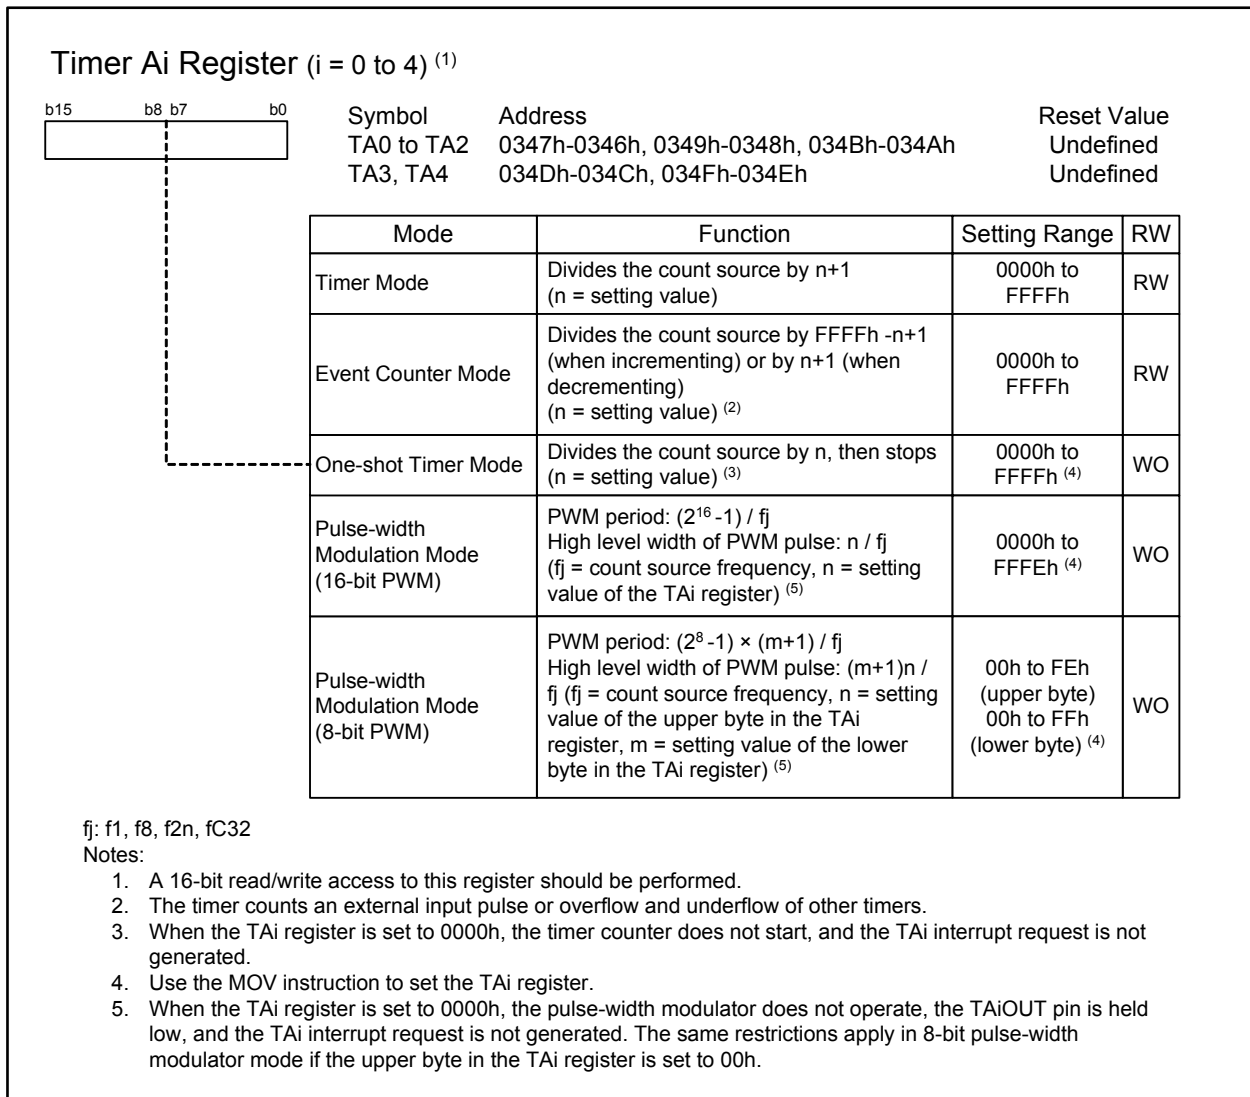 Timer Ai Register (i = 0 to 4) (1)
b15 b8 b7 b0
Symbol Address Reset Value
TA0 to TA2 0347h-0346h, 0349h-0348h, 034Bh-034Ah Undefined
TA3, TA4 034Dh-034Ch, 034Fh-034Eh Undefined
Mode Function Setting Range RW
Timer Mode
Divides the count source by n+1
(n = setting value)
0000h to
FFFFh
RW
Event Counter Mode
Divides the count source by FFFFh -n+1
(when incrementing) or by n+1 (when
decrementing)
(n = setting value) (2)
0000h to
FFFFh
RW
One-shot Timer Mode
Divides the count source by n, then stops
(n = setting value) (3)
0000h to
FFFFh (4)
WO
Pulse-width
Modulation Mode
(16-bit PWM)
PWM period: (2^16 -1) / fj
High level width of PWM pulse: n / fj
(fj = count source frequency, n = setting
value of the TAi register) (5)
0000h to
FFFEh (4)
WO
Pulse-width
Modulation Mode
(8-bit PWM)
PWM period: (2^8 -1) × (m+1) / fj
High level width of PWM pulse: (m+1)n /
fj (fj = count source frequency, n = setting
value of the upper byte in the TAi
register, m = setting value of the lower
byte in the TAi register) (5)
00h to FEh
(upper byte)
00h to FFh
(lower byte) (4)
WO
fj: f1, f8, f2n, fC32
Notes:
1. A 16-bit read/write access to this register should be performed.
2. The timer counts an external input pulse or overflow and underflow of other timers.
3. When the TAi register is set to 0000h, the timer counter does not start, and the TAi interrupt request is not
generated.
4. Use the MOV instruction to set the TAi register.
5. When the TAi register is set to 0000h, the pulse-width modulator does not operate, the TAiOUT pin is held
low, and the TAi interrupt request is not generated. The same restrictions apply in 8-bit pulse-width
modulator mode if the upper byte in the TAi register is set to 00h.